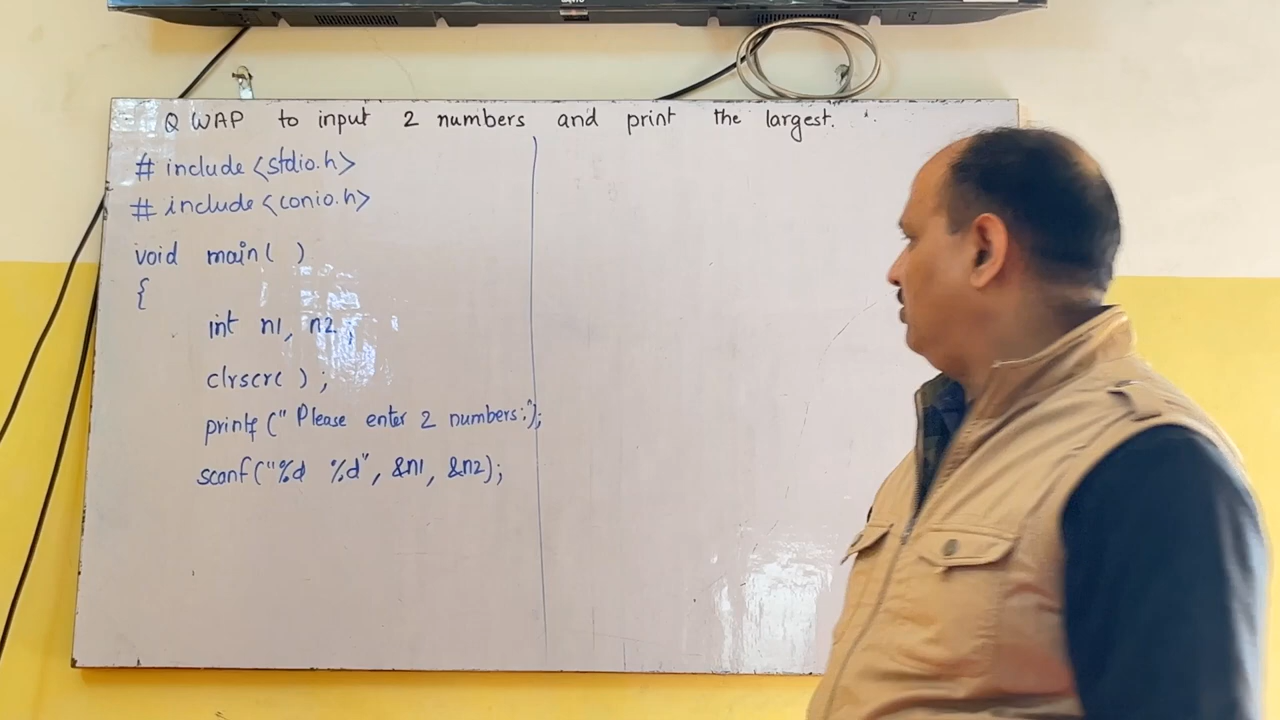 Q WAP to input 2 numbers and print the largest.
# include <stdio.h>
# include <conio.h>
void main( )
{
int n1, n2;
clrscr( );
printf (" Please enter 2 numbers:");
scanf("%d %d", &n1, &n2);